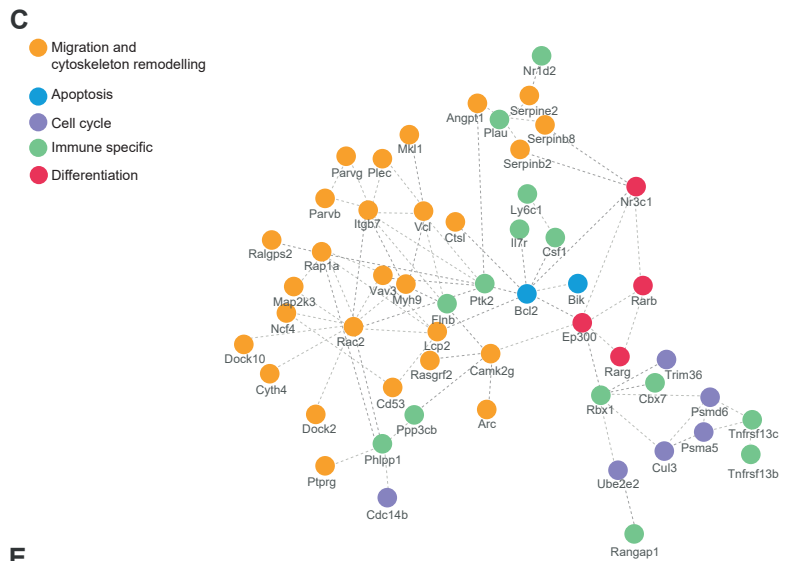 C
Migration and
cytoskeleton remodelling
Apoptosis
Cell cycle
Immune specific
Differentiation
Nr1d2
Angpt1
Serpine2
Plau
Serpinb8
Serpinb2
Mkl1
Parvg
Plec
Nr3c1
Ly6c1
Parvb
Itgb7
Vcl
Ctsl
Il7r
Csf1
Ralgps2
Rap1a
Vav3
Myh9
Ptk2
Bcl2
Bik
Rarb
Map2k3
Ncf4
Flnb
Ep300
Rac2
Lcp2
Dock10
Rasgrf2
Camk2g
Rarg
Trim36
Cyth4
Cd53
Rbx1
Cbx7
Psmd6
Dock2
Ppp3cb
Arc
Tnfrsf13c
Psma5
Phlpp1
Cul3
Tnfrsf13b
Ptprg
Ube2e2
Cdc14b
Rangap1